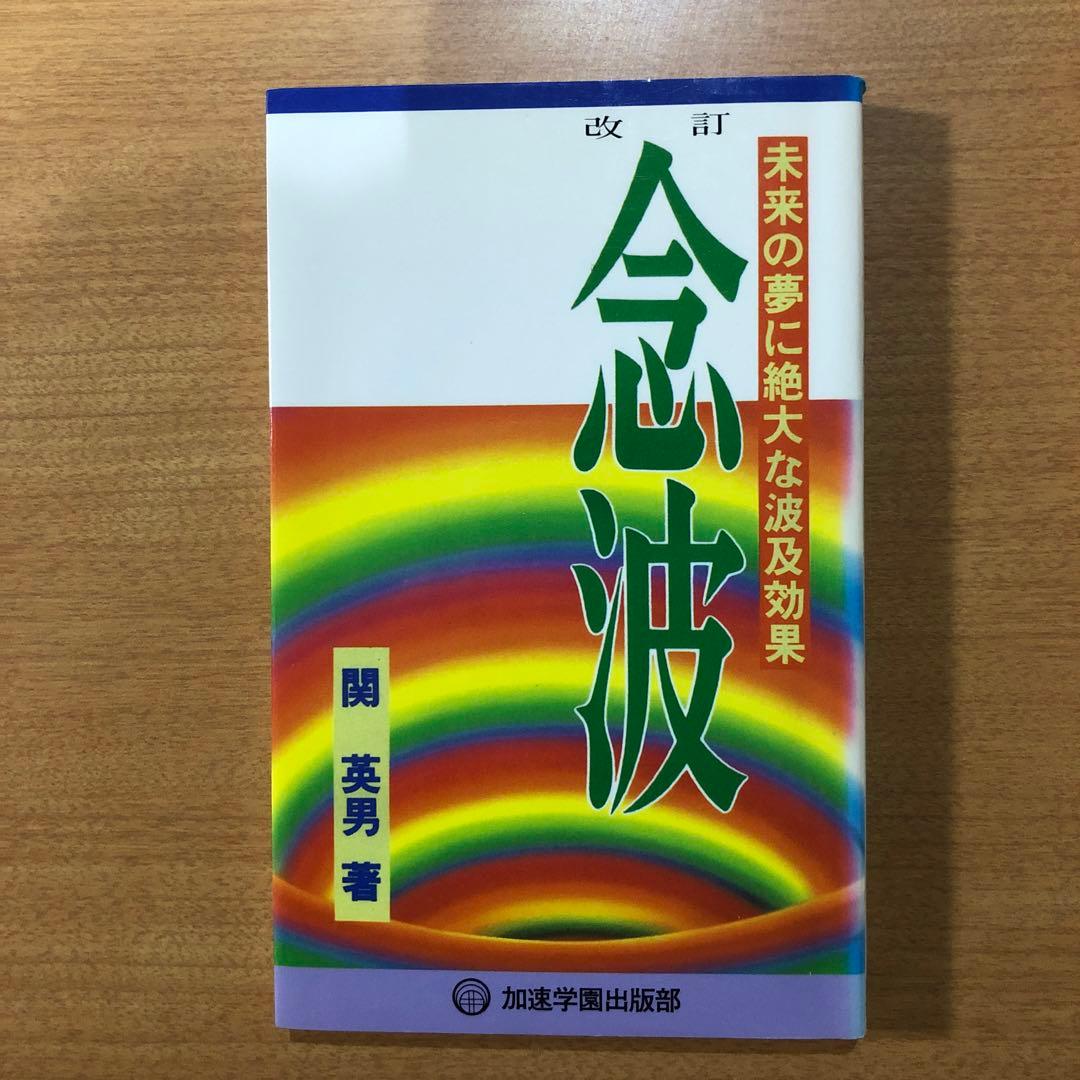 改訂
未来の夢に絶大な波及効果
念波
関 英男 著
加速学園出版部